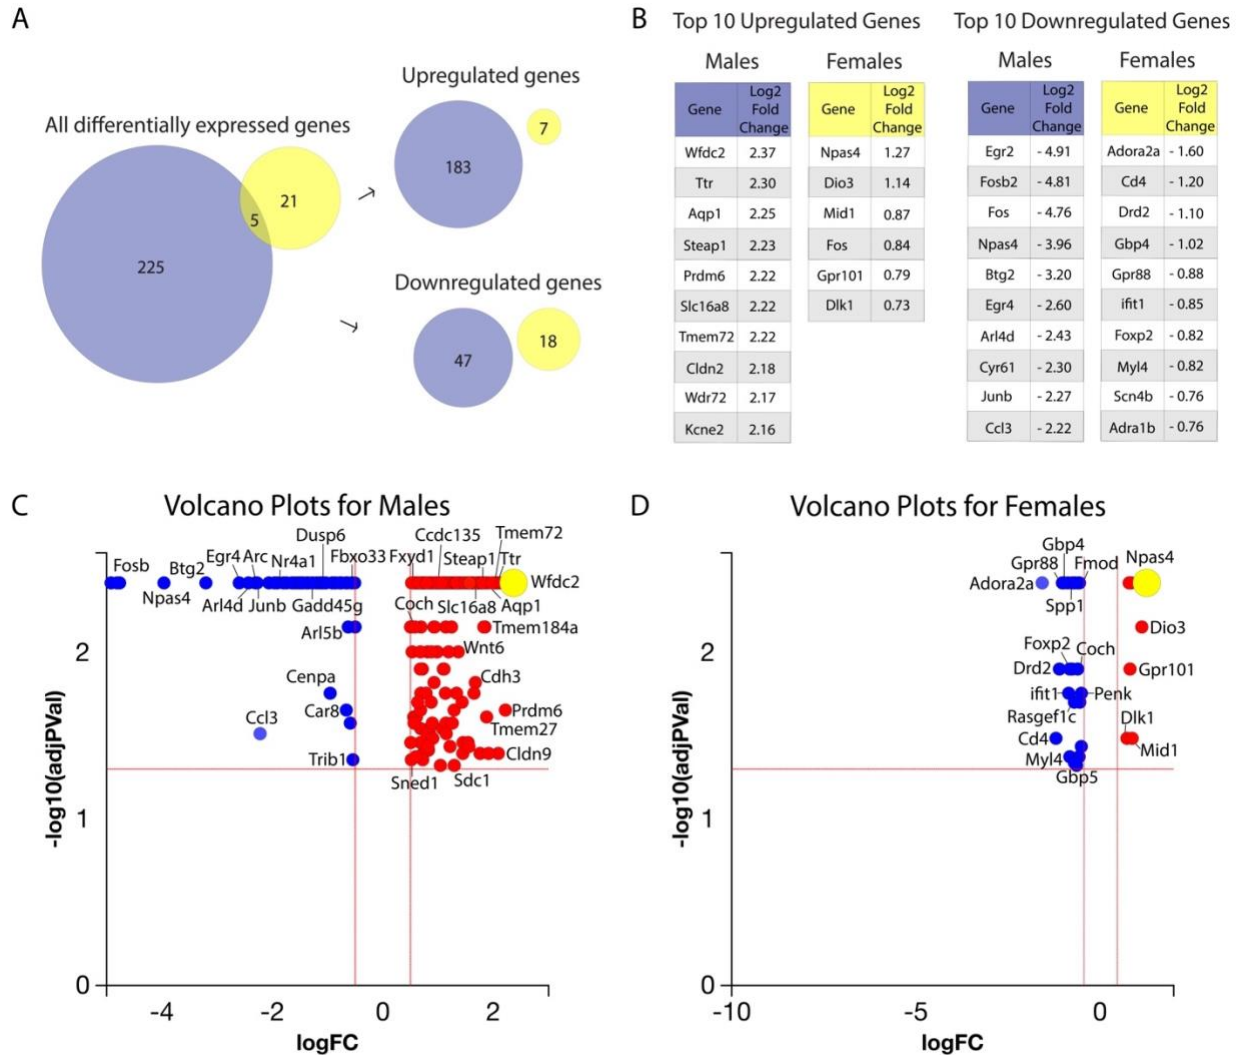 A
All differentially expressed genes
225
5
21
Upregulated genes
183
7
Downregulated genes
47
18
B
Top 10 Upregulated Genes
Males
Gene Log2 Fold Change
Wfdc2 2.37
Ttr 2.30
Aqp1 2.25
Steap1 2.23
Prdm6 2.22
Slc16a8 2.22
Tmem72 2.22
Cldn2 2.18
Wdr72 2.17
Kcne2 2.16
Females
Gene Log2 Fold Change
Npas4 1.27
Dio3 1.14
Mid1 0.87
Fos 0.84
Gpr101 0.79
Dlk1 0.73
Top 10 Downregulated Genes
Males
Gene Log2 Fold Change
Egr2 - 4.91
Fosb2 - 4.81
Fos - 4.76
Npas4 - 3.96
Btg2 - 3.20
Egr4 - 2.60
Arl4d - 2.43
Cyr61 - 2.30
Junb - 2.27
Ccl3 - 2.22
Females
Gene Log2 Fold Change
Adora2a - 1.60
Cd4 - 1.20
Drd2 - 1.10
Gbp4 - 1.02
Gpr88 - 0.88
ifit1 - 0.85
Foxp2 - 0.82
Myl4 - 0.82
Scn4b - 0.76
Adra1b - 0.76
C
Volcano Plots for Males
Dusp6 Ccdc135 Tmem72
Fosb Btg2 Egr4 Arc Nr4a1 Fbxo33 Fxyd1 Steap1 Ttr
Wfdc2
Npas4 Arl4d Junb Gadd45g Coch Slc16a8 Aqp1
Arl5b Tmem184a
Wnt6
Cenpa Cdh3
Car8 Prdm6
Ccl3 Tmem27
Trib1 Cldn9
Sned1 Sdc1
-log10(adjPVal)
2
1
0
-4 -2 0 2
logFC
D
Volcano Plots for Females
Gbp4
Gpr88 Fmod Npas4
Adora2a
Spp1
Dio3
Foxp2 Coch
Drd2 Gpr101
ifit1 Penk
Rasgef1c Dlk1
Cd4 Mid1
Myl4
Gbp5
-log10(adjPVal)
2
1
0
-10 -5 0
logFC